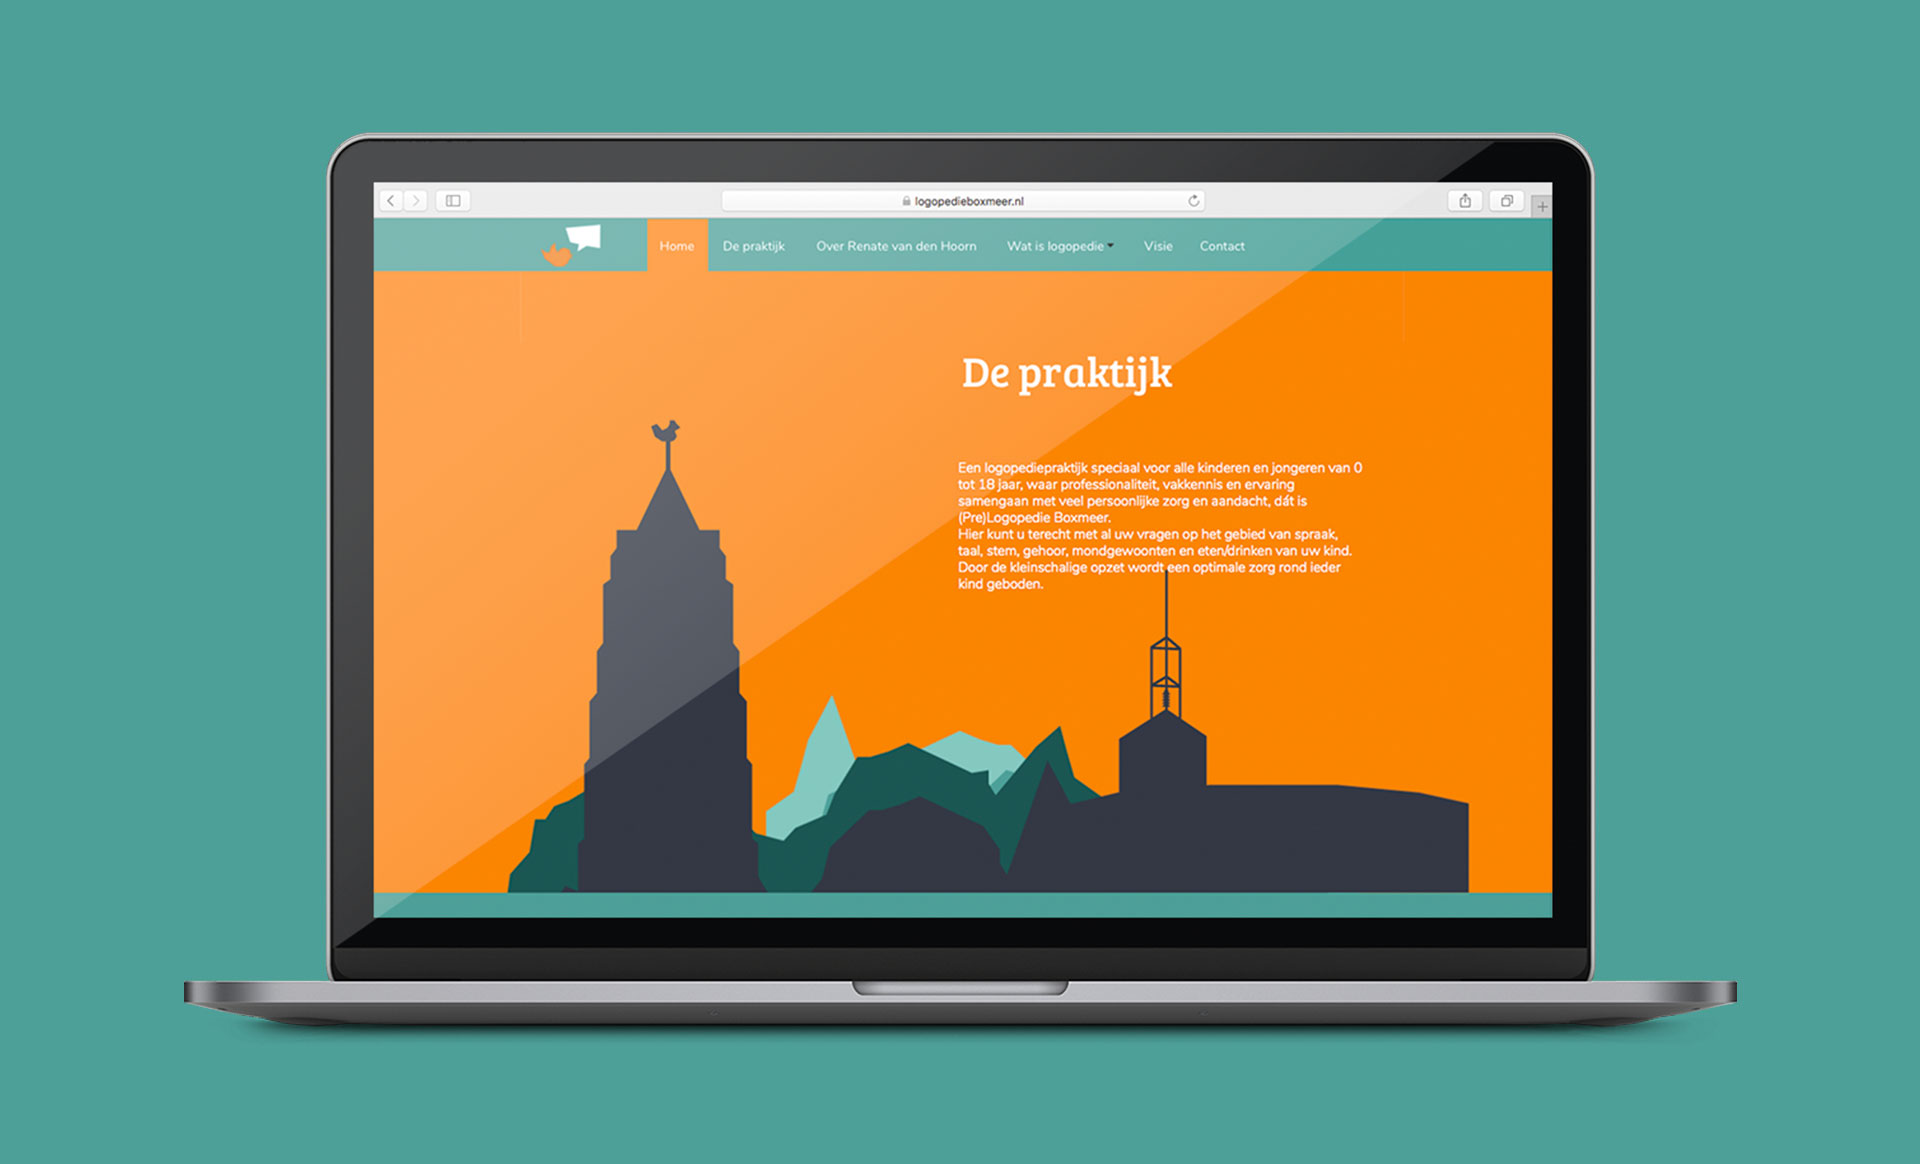 logopedieboxmeer.nl
Home De praktijk Over Renate van den Hoorn Wat is logopedie Visie Contact
De praktijk
Een logopediepraktijk speciaal voor alle kinderen en jongeren van 0
tot 18 jaar, waar professionaliteit, vakkennis en ervaring
samengaan met veel persoonlijke zorg en aandacht, dát is
(Pre)Logopedie Boxmeer.
Hier kunt u terecht met al uw vragen op het gebied van spraak,
taal, stem, gehoor, mondgewoonten en eten/drinken van uw kind.
Door de kleinschalige opzet wordt een optimale zorg rond ieder
kind geboden.